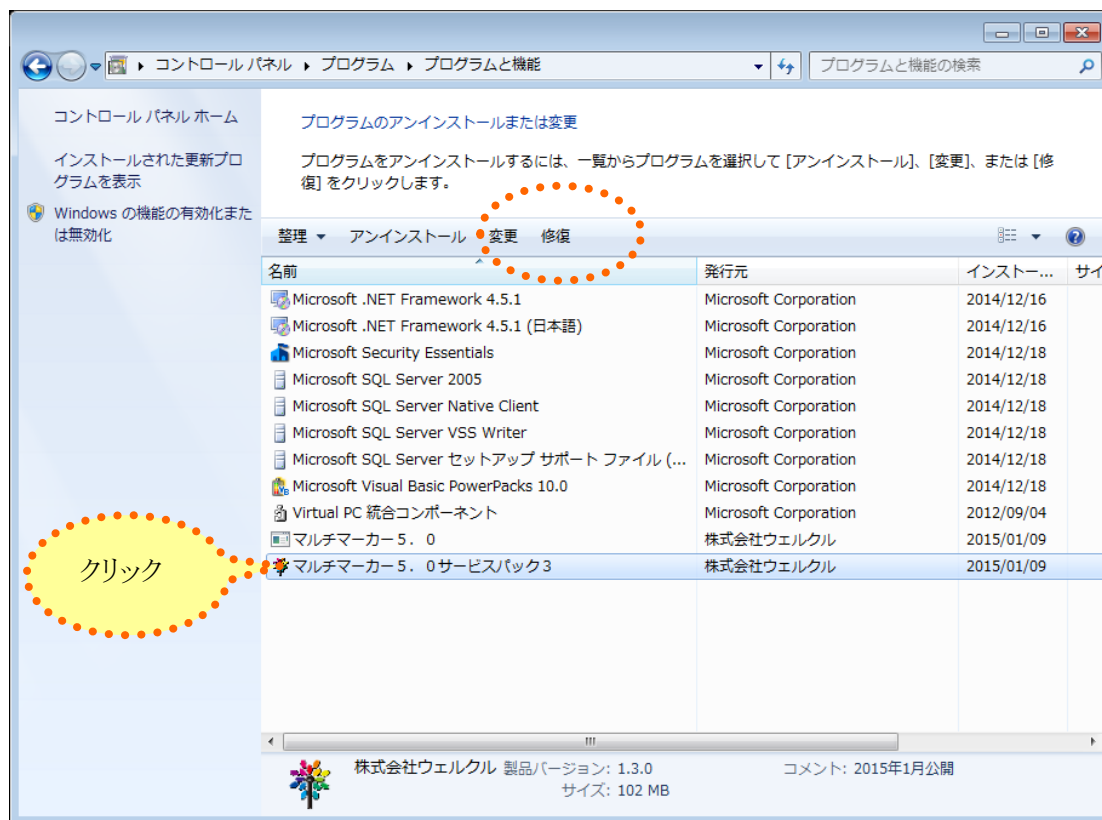 コントロール パネル ▸ プログラム ▸ プログラムと機能
プログラムと機能の検索
コントロール パネル ホーム
インストールされた更新プロ
グラムを表示
Windows の機能の有効化また
は無効化
プログラムのアンインストールまたは変更
プログラムをアンインストールするには、一覧からプログラムを選択して [アンインストール]、[変更]、または [修
復] をクリックします。
整理 アンインストール 変更 修復
名前 発行元 インストー... サイ
Microsoft .NET Framework 4.5.1 Microsoft Corporation 2014/12/16
Microsoft .NET Framework 4.5.1 (日本語) Microsoft Corporation 2014/12/16
Microsoft Security Essentials Microsoft Corporation 2014/12/18
Microsoft SQL Server 2005 Microsoft Corporation 2014/12/18
Microsoft SQL Server Native Client Microsoft Corporation 2014/12/18
Microsoft SQL Server VSS Writer Microsoft Corporation 2014/12/18
Microsoft SQL Server セットアップ サポート ファイル (... Microsoft Corporation 2014/12/18
Microsoft Visual Basic PowerPacks 10.0 Microsoft Corporation 2014/12/18
Virtual PC 統合コンポーネント Microsoft Corporation 2012/09/04
マルチマーカー５．０ 株式会社ウェルクル 2015/01/09
マルチマーカー５．０サービスパック３ 株式会社ウェルクル 2015/01/09
クリック
株式会社ウェルクル 製品バージョン: 1.3.0 コメント: 2015年1月公開
サイズ: 102 MB